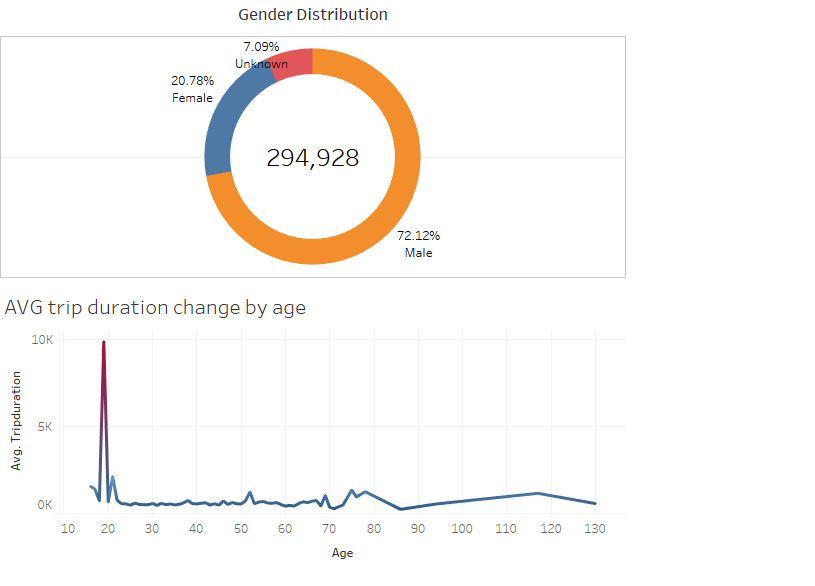 Gender Distribution
7.09%
Unknown
20.78%
Female
294,928
72.12%
Male
AVG trip duration change by age
10K
5K
0K
Avg. Tripduration
10 20 30 40 50 60 70 80 90 100 110 120 130
Age